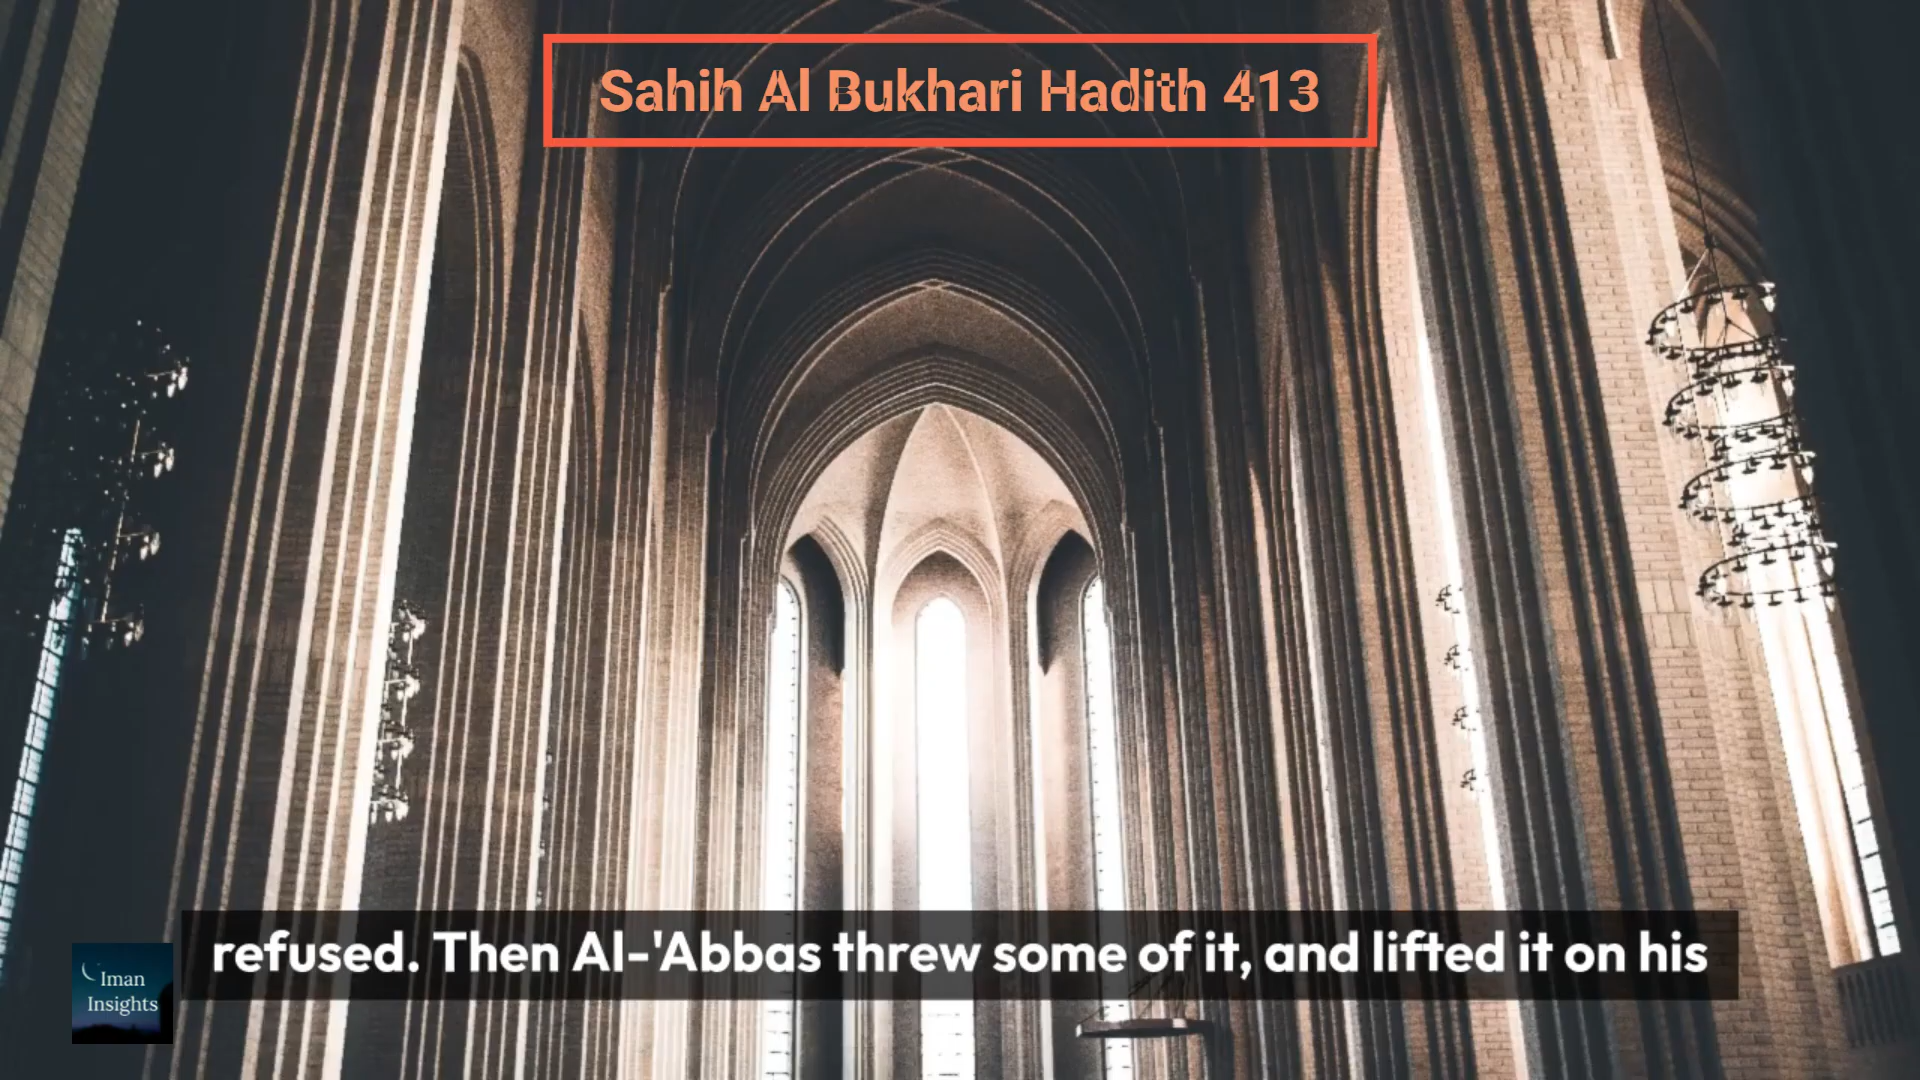 Sahih Al Bukhari Hadith 413
refused. Then Al-'Abbas threw some of it, and lifted it on his
Iman
Insights